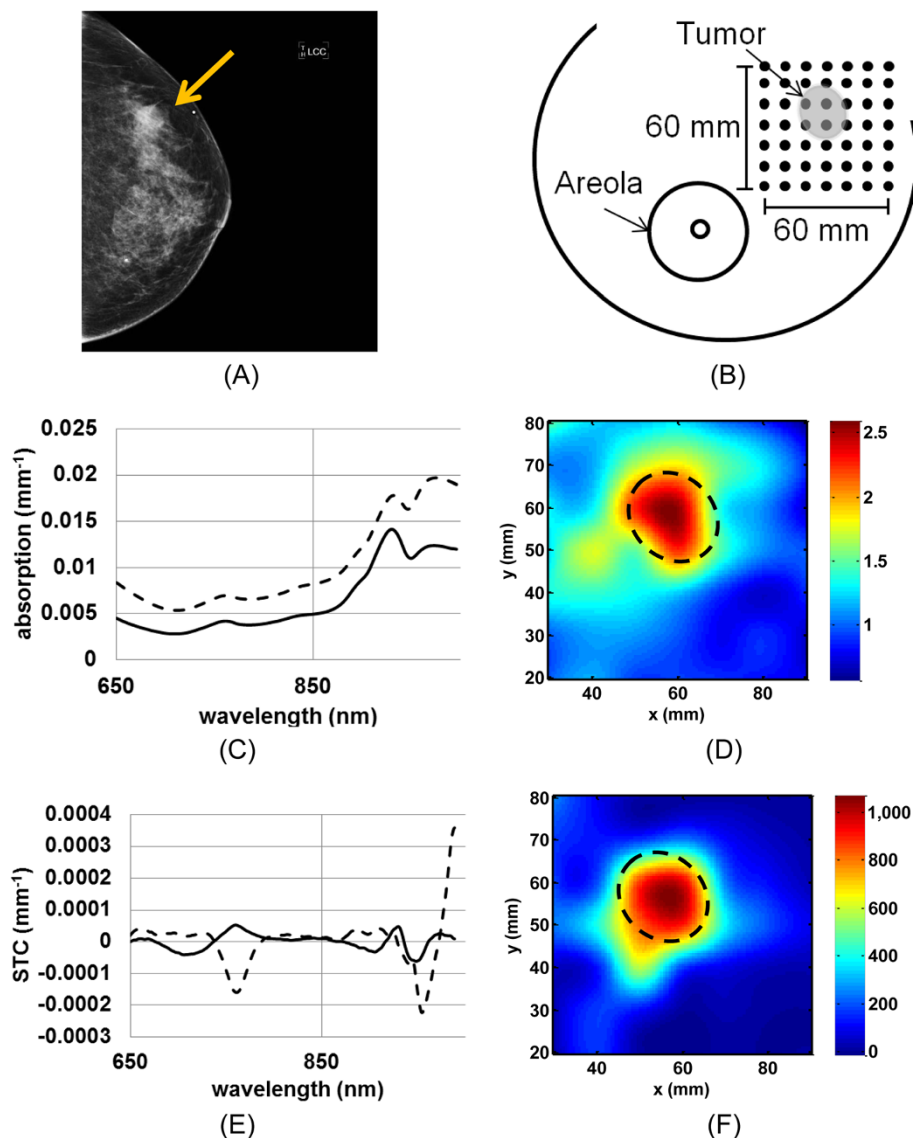 T
H LCC
(A)
Tumor
60 mm
Areola
60 mm
(B)
0.025
0.02
0.015
0.01
0.005
0
absorption (mm-1)
650
850
wavelength (nm)
(C)
80
70
60
50
40
30
20
y (mm)
40
60
80
x (mm)
2.5
2
1.5
1
(D)
0.0004
0.0003
0.0002
0.0001
0
-0.0001
-0.0002
-0.0003
STC (mm-1)
650
850
wavelength (nm)
(E)
80
70
60
50
40
30
20
y (mm)
40
60
80
x (mm)
1,000
800
600
400
200
0
(F)